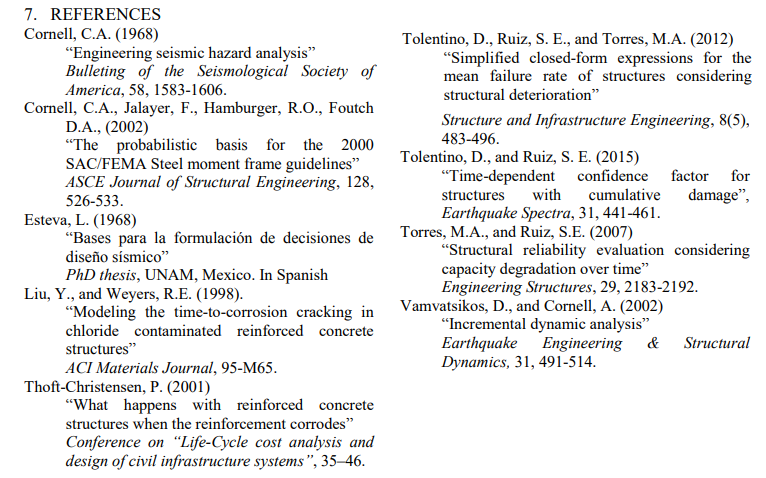 7. REFERENCES
Cornell, C.A. (1968)
“Engineering seismic hazard analysis”
Bulleting of the Seismological Society of
America, 58, 1583-1606.
Cornell, C.A., Jalayer, F., Hamburger, R.O., Foutch
D.A., (2002)
“The probabilistic basis for the 2000
SAC/FEMA Steel moment frame guidelines”
ASCE Journal of Structural Engineering, 128,
526-533.
Esteva, L. (1968)
“Bases para la formulación de decisiones de
diseño sísmico”
PhD thesis, UNAM, Mexico. In Spanish
Liu, Y., and Weyers, R.E. (1998).
“Modeling the time-to-corrosion cracking in
chloride contaminated reinforced concrete
structures”
ACI Materials Journal, 95-M65.
Thoft-Christensen, P. (2001)
“What happens with reinforced concrete
structures when the reinforcement corrodes”
Conference on “Life-Cycle cost analysis and
design of civil infrastructure systems”, 35–46.
Tolentino, D., Ruiz, S. E., and Torres, M.A. (2012)
“Simplified closed-form expressions for the
mean failure rate of structures considering
structural deterioration”
Structure and Infrastructure Engineering, 8(5),
483-496.
Tolentino, D., and Ruiz, S. E. (2015)
“Time-dependent confidence factor for
structures with cumulative damage”,
Earthquake Spectra, 31, 441-461.
Torres, M.A., and Ruiz, S.E. (2007)
“Structural reliability evaluation considering
capacity degradation over time”
Engineering Structures, 29, 2183-2192.
Vamvatsikos, D., and Cornell, A. (2002)
“Incremental dynamic analysis”
Earthquake Engineering & Structural
Dynamics, 31, 491-514.